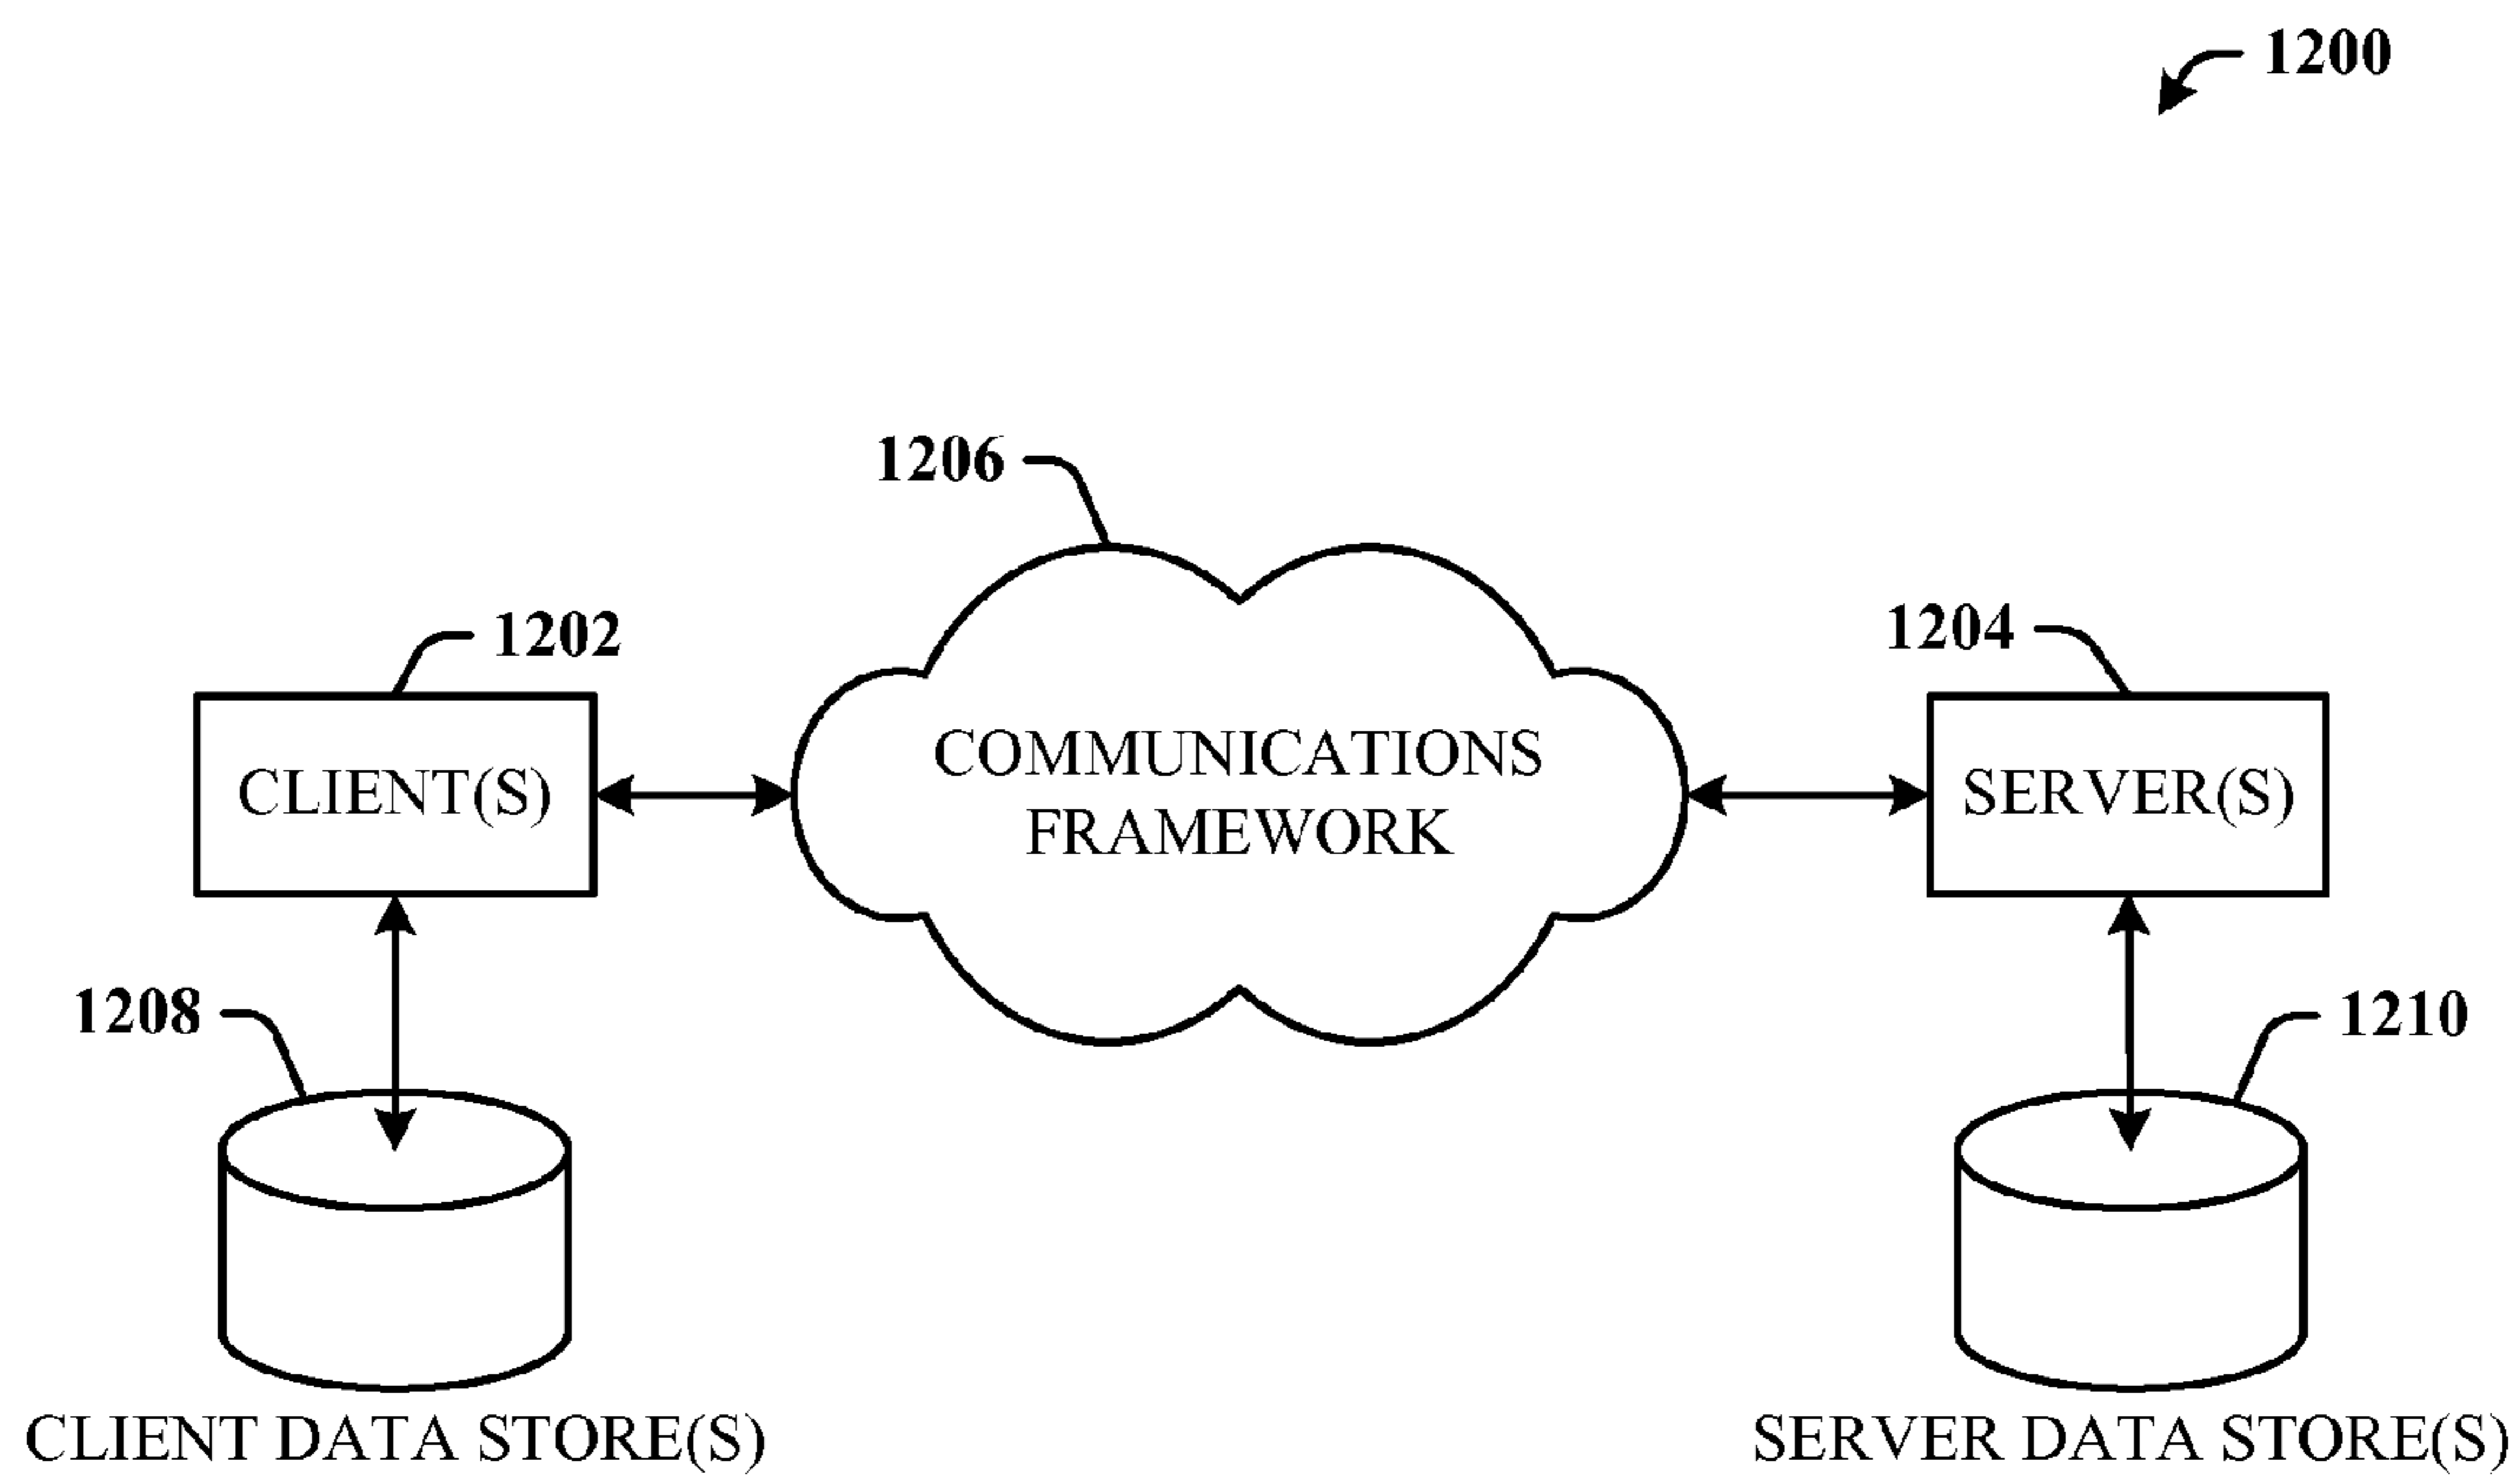 1200
1206
1202
1204
CLIENT(S)
COMMUNICATIONS
FRAMEWORK
SERVER(S)
1208
1210
CLIENT DATA STORE(S)
SERVER DATA STORE(S)